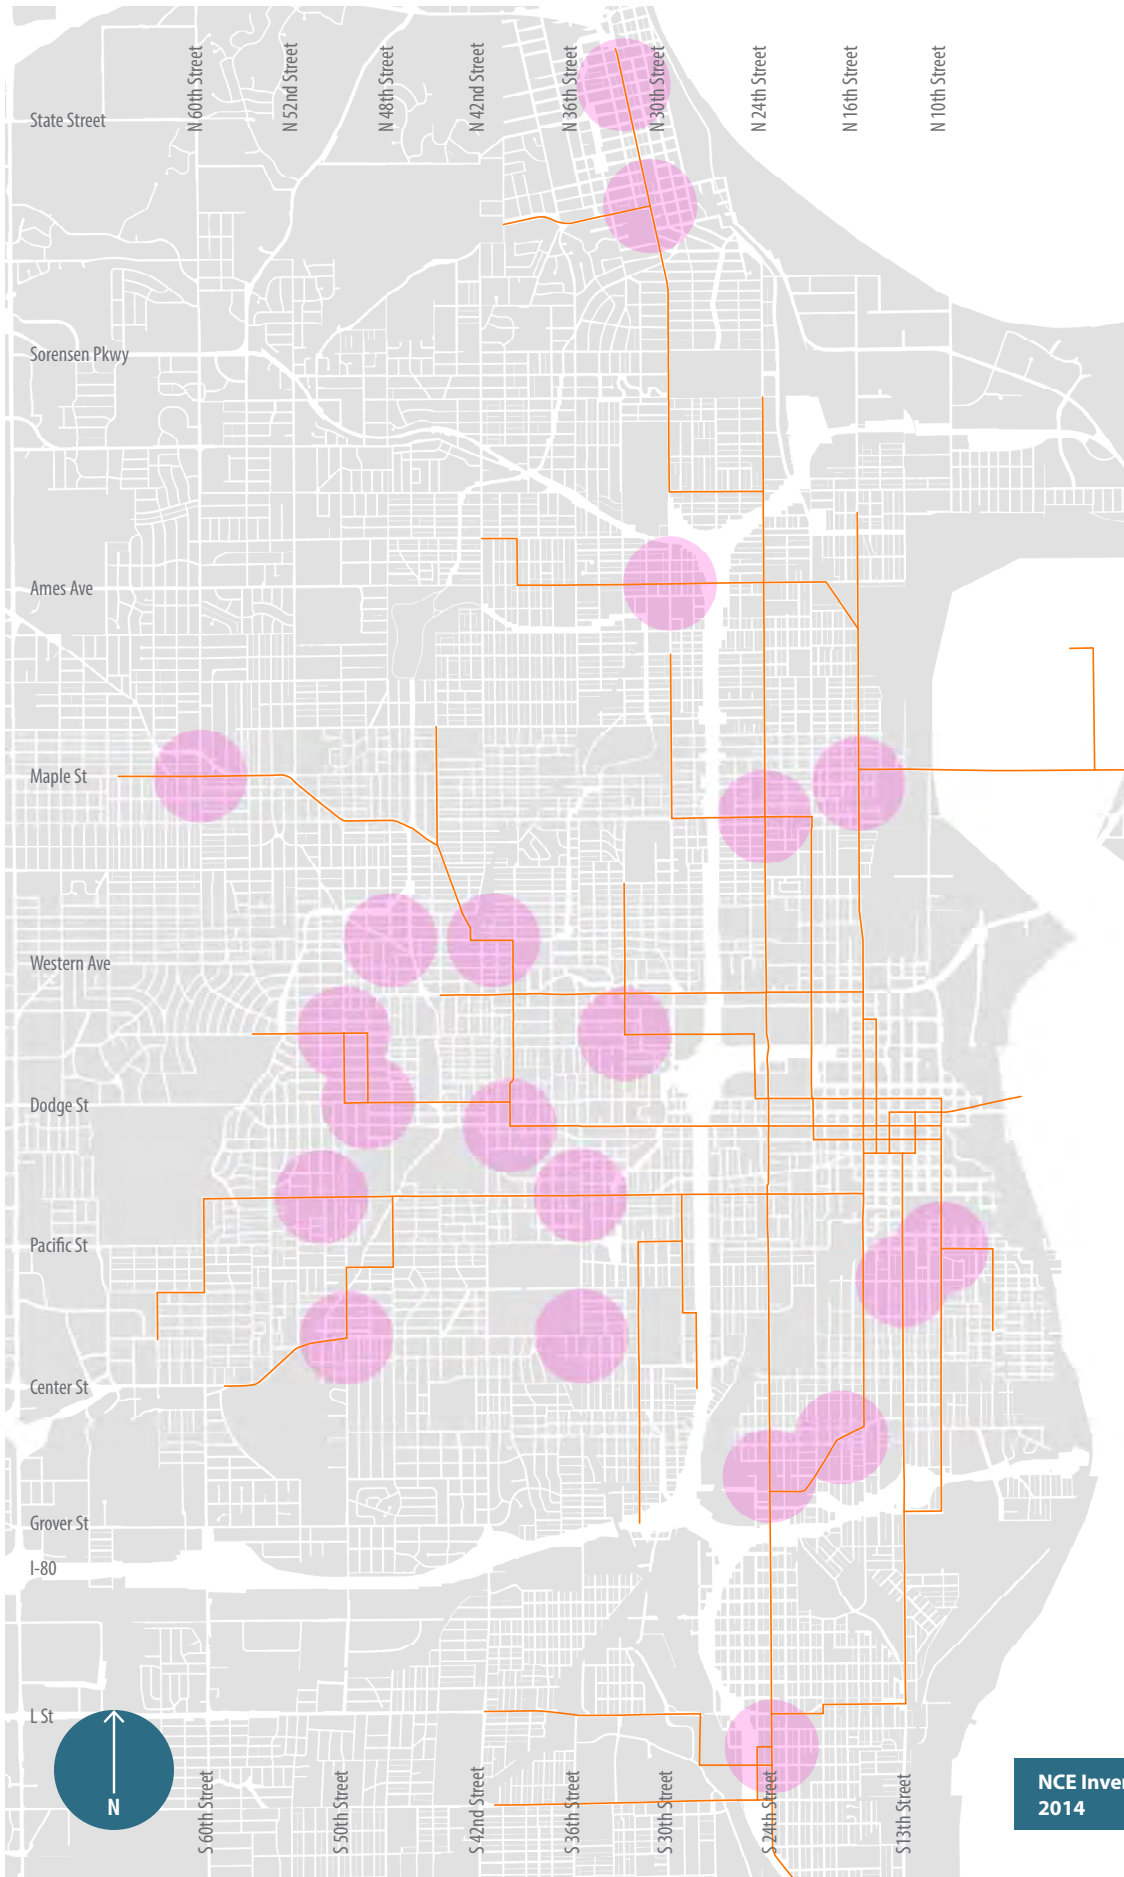 N 60th Street
N 52nd Street
N 48th Street
N 42nd Street
N 36th Street
N 30th Street
N 24th Street
N 16th Street
N 10th Street
State Street
Sorensen Pkwy
Ames Ave
Maple St
Western Ave
Dodge St
Pacific St
Center St
Grover St
I-80
L St
N
S 60th Street
S 50th Street
S 42nd Street
S 36th Street
S 30th Street
S 24th Street
S 13th Street
NCE Inver
2014